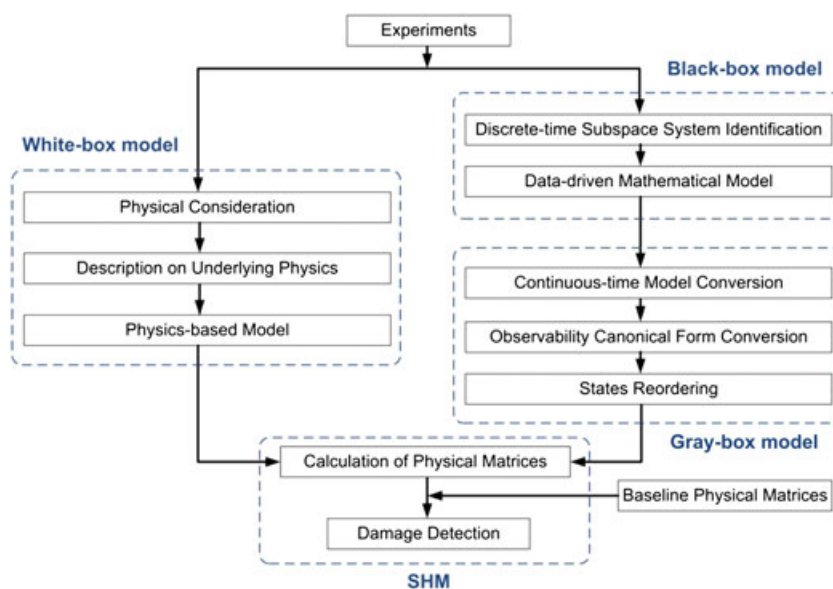 Experiments
Black-box model
Discrete-time Subspace System Identification
Data-driven Mathematical Model
White-box model
Physical Consideration
Description on Underlying Physics
Physics-based Model
Continuous-time Model Conversion
Observability Canonical Form Conversion
States Reordering
Gray-box model
Calculation of Physical Matrices
Baseline Physical Matrices
Damage Detection
SHM